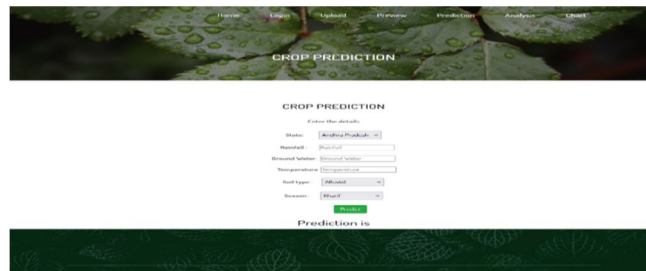 Home Login Upload Preview Prediction Analysis Chart
CROP PREDICTION
CROP PREDICTION
Enter the details
State: Andhra Pradesh
Rainfall : Rainfall
Ground Water: Ground Water
Temperature Temperature
Soil type : Alluvial
Season : Kharif
Predict
Prediction is